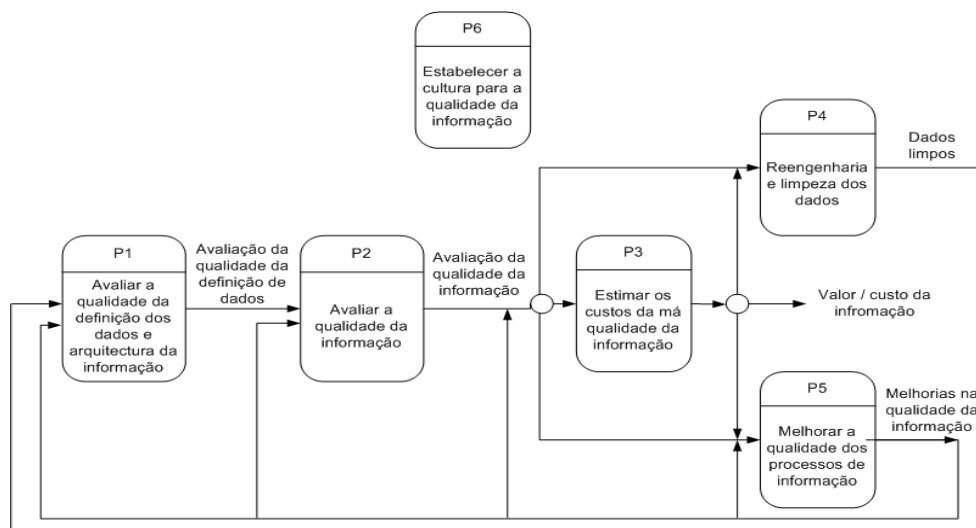 P6
Estabelecer a
cultura para a
qualidade da
informação
P4
Reengenharia
e limpeza dos
dados
Dados
limpos
P1
Avaliar a
qualidade da
definição dos
dados e
arquitectura da
informação
Avaliação da
qualidade da
definição de
dados
P2
Avaliar a
qualidade da
informação
Avaliação da
qualidade da
informação
P3
Estimar os
custos da má
qualidade da
informação
Valor / custo da
infromação
P5
Melhorar a
qualidade dos
processos de
informação
Melhorias na
qualidade da
informação